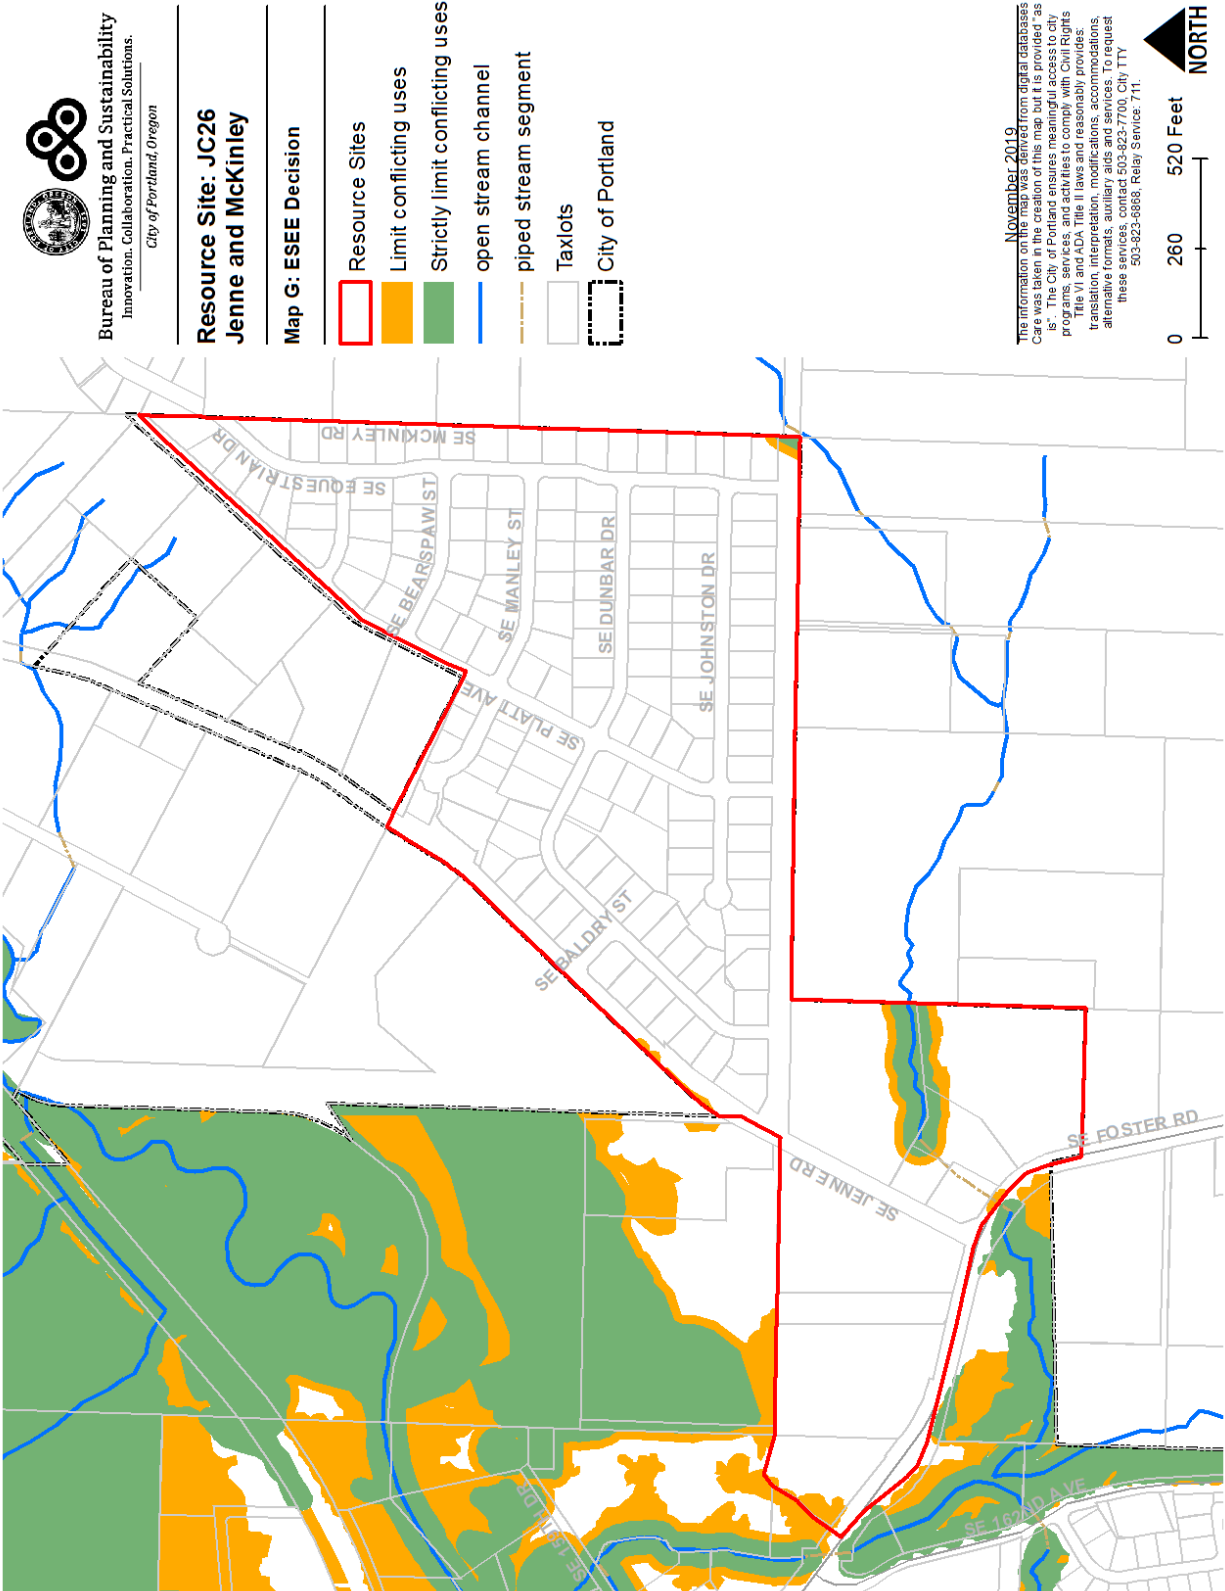 Bureau of Planning and Sustainability
Innovation. Collaboration. Practical Solutions.
City of Portland, Oregon
Resource Site: JC26
Jenne and McKinley
Map G: ESEE Decision
Resource Sites
Limit conflicting uses
Strictly limit conflicting uses
open stream channel
piped stream segment
Taxlots
City of Portland
November 2019
The information on the map was derived from digital databases
Care was taken in the creation of this map but it is provided "as
is". The City of Portland ensures meaningful access to city
programs, services, and activities to comply with Civil Rights
Title VI and ADA Title II laws and reasonably provides:
translation, interpretation, modifications, accommodations,
alternative formats, auxiliary aids and services. To request
these services, contact 503-823-7700, City TTY
503-823-6868, Relay Service: 711.
0 260 520 Feet
NORTH
SE MCKINLEY RD
SE EQUESTRIAN DR
SE BEARSPAW ST
SE MANLEY ST
SE DUNBAR DR
SE JOHNSTON DR
SE PLATT AVE
SE BALDRY ST
SE JENNE RD
SE FOSTER RD
SE 162ND AVE